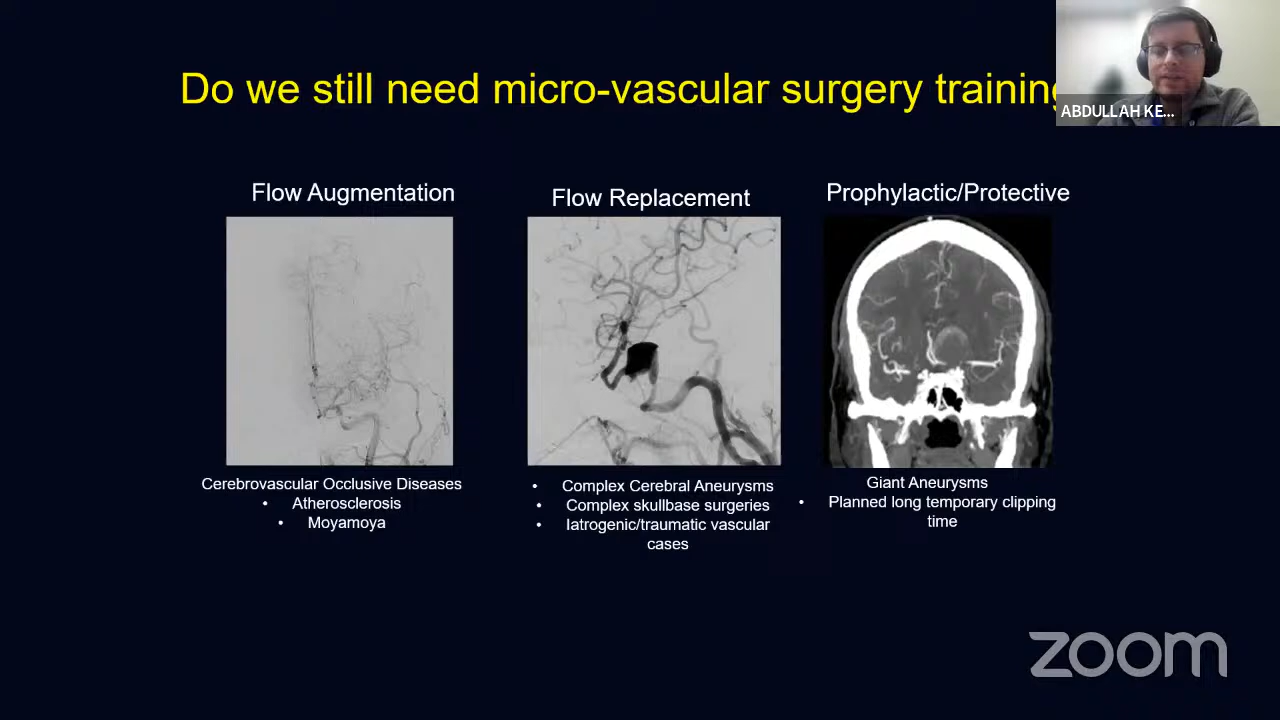 Do we still need micro-vascular surgery training
ABDULLAH KE...
Flow Augmentation
Flow Replacement
Prophylactic/Protective
Cerebrovascular Occlusive Diseases
• Atherosclerosis
• Moyamoya
• Complex Cerebral Aneurysms
• Complex skullbase surgeries
• Iatrogenic/traumatic vascular
cases
Giant Aneurysms
• Planned long temporary clipping
time
zoom